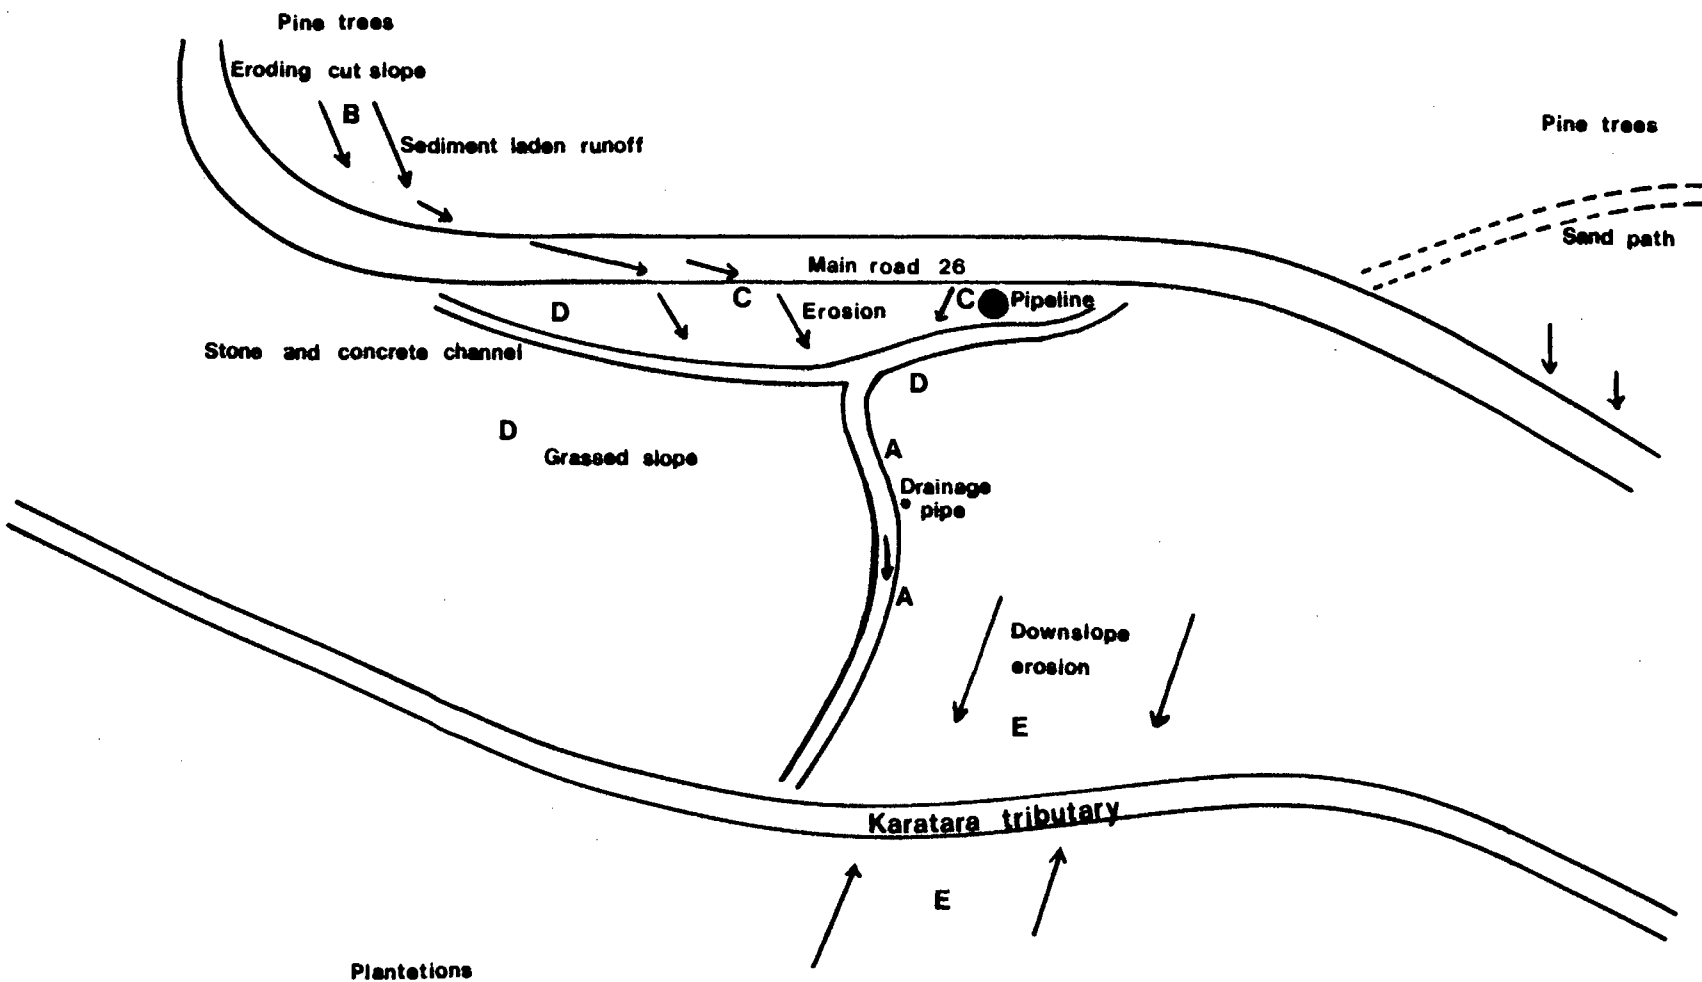 Pine trees
Eroding cut slope
B
Sediment laden runoff
Pine trees
Sand path
Main road 26
C
C
Pipeline
D
Erosion
Stone and concrete channel
D
D
Grassed slope
A
Drainage
pipe
A
Downslope
erosion
E
Karatara tributary
E
Plantetions